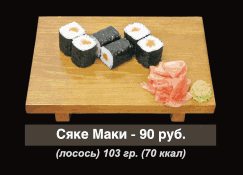 Сяке Маки - 90 руб.
(лосось) 103 гр. (70 ккал)